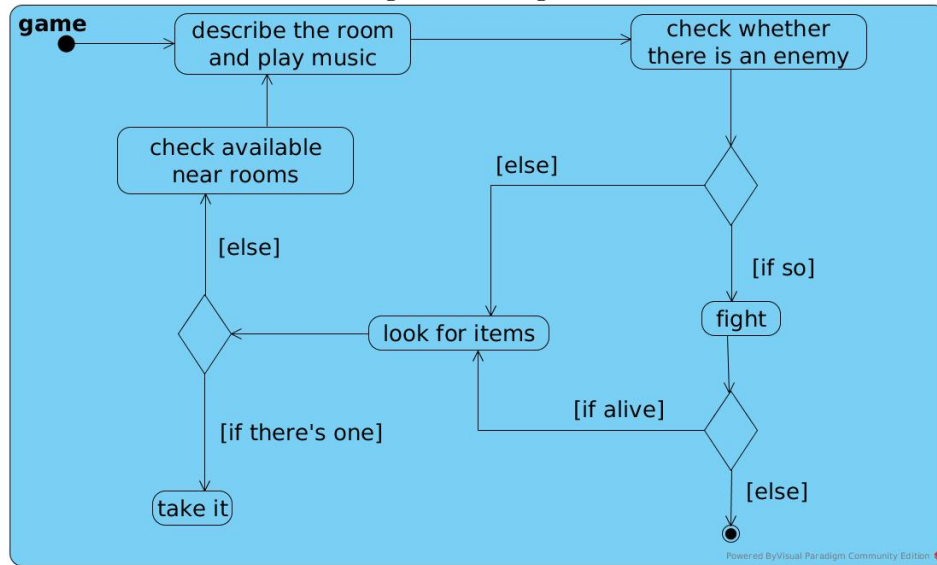 game
describe the room
and play music
check whether
there is an enemy
check available
near rooms
[else]
[else]
[if so]
look for items
fight
[if alive]
[if there's one]
[else]
take it
Powered ByVisual Paradigm Community Edition